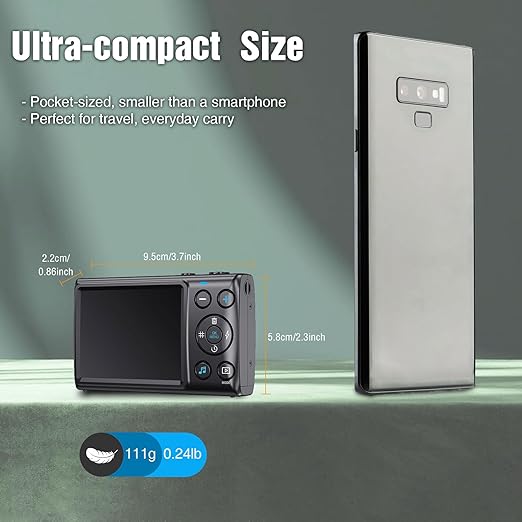 Ultra-compact Size
- Pocket-sized, smaller than a smartphone
- Perfect for travel, everyday carry
2.2cm/
0.86inch
9.5cm/3.7inch
5.8cm/2.3inch
111g 0.24lb